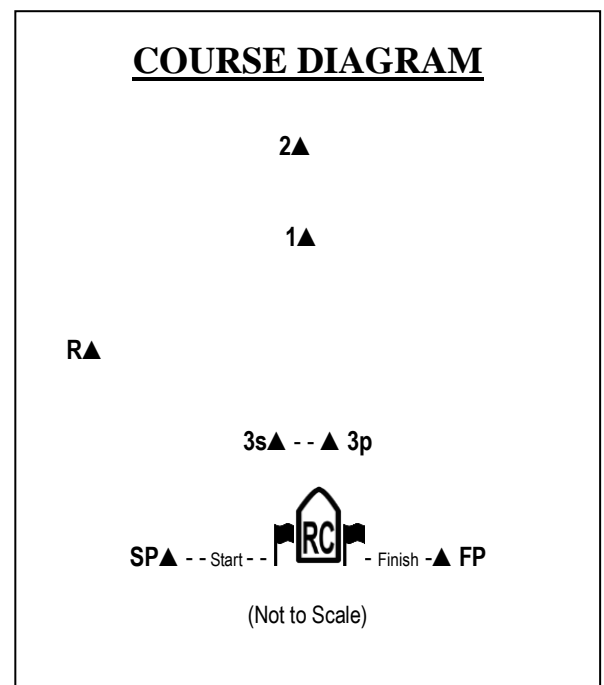 COURSE DIAGRAM
2▲
1▲
R▲
3s▲ - - ▲ 3p
SP▲ - - Start - - RC - Finish -▲ FP
(Not to Scale)